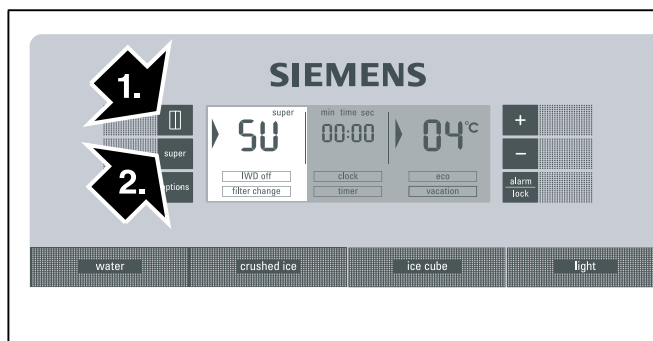 1.
SIEMENS
super
SU
min time sec
00:00
04°C
+
super
–
2.
options
IWD off
clock
eco
alarm
lock
filter change
timer
vacation
water
crushed ice
ice cube
light